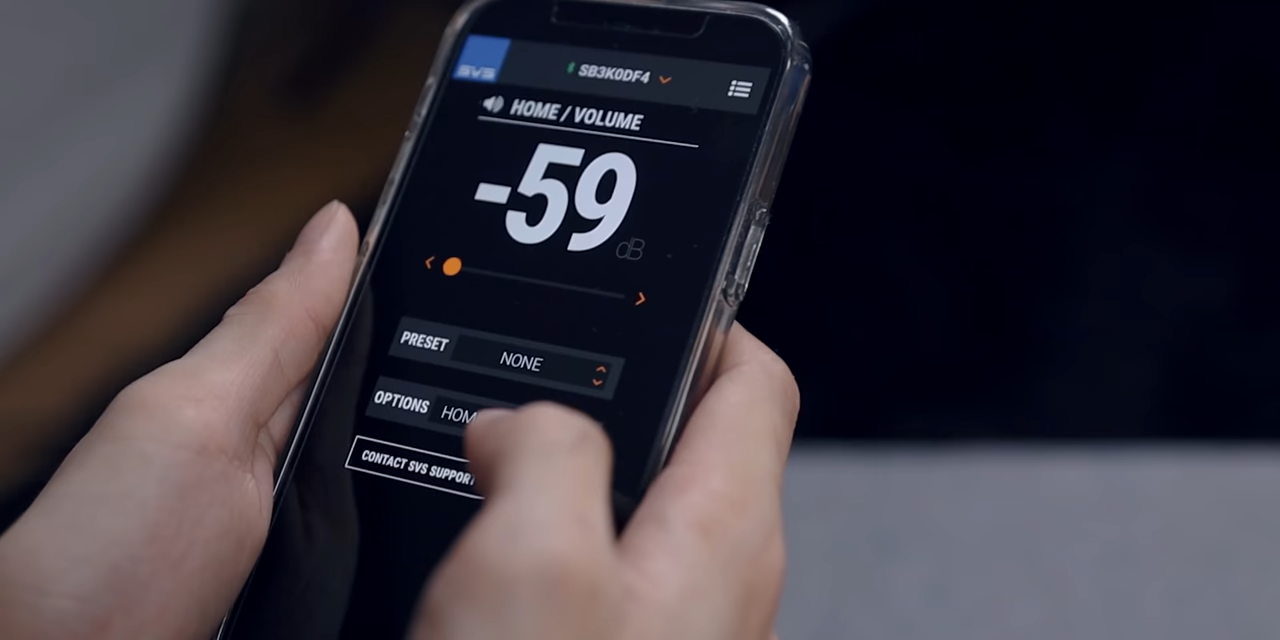 SVS
SB3K0DF4
HOME / VOLUME
-59
dB
PRESET NONE
OPTIONS HOM
CONTACT SVS SUPPORT